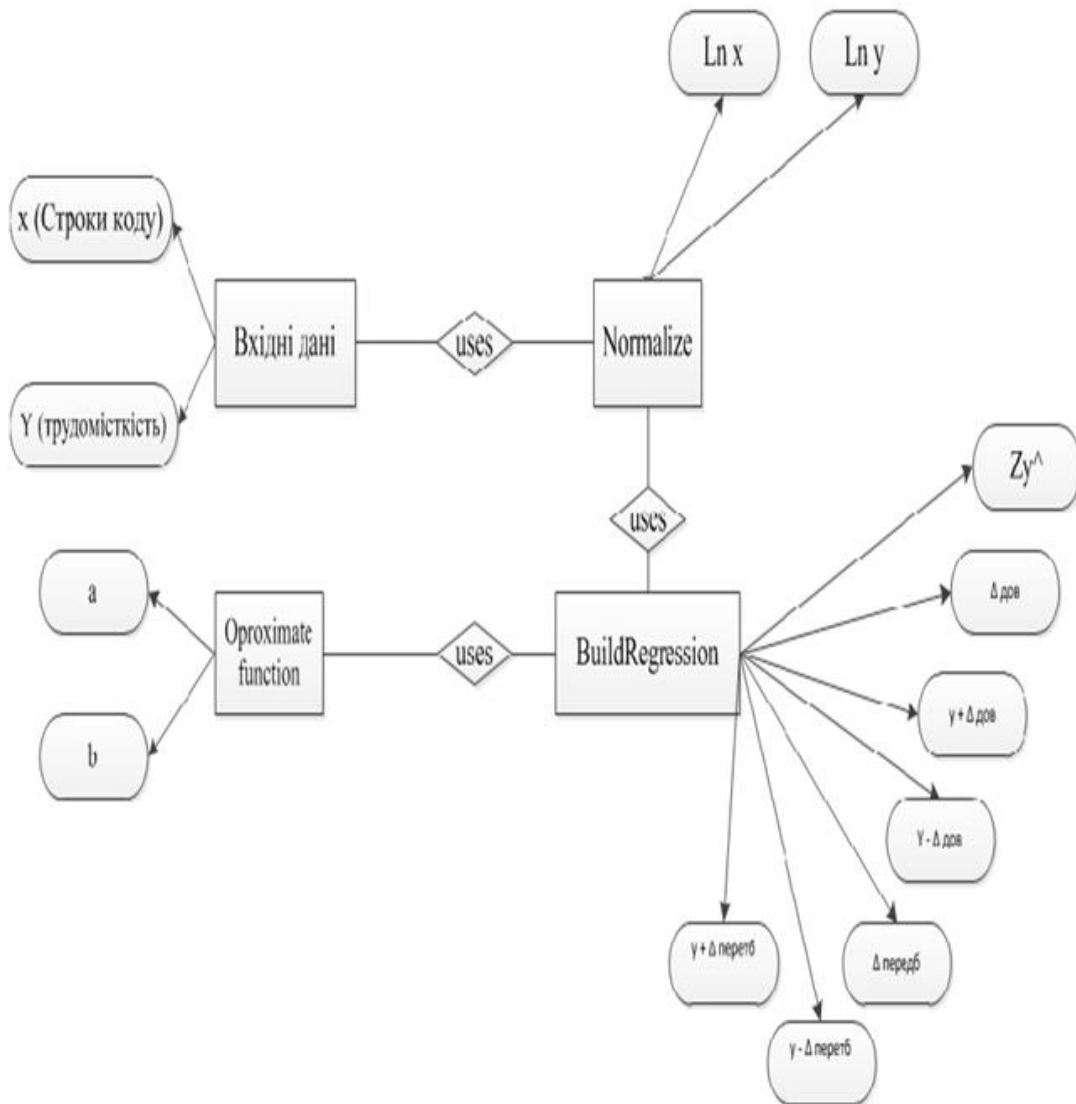 Ln x
Ln y
x (Строки коду)
Вхідні дані
uses
Normalize
Y (трудомісткість)
Zy^
uses
a
Oproximate
function
uses
BuildRegression
Δ дов
y + Δ дов
b
Y - Δ дов
y + Δ перетб
Δ передб
y - Δ перетб